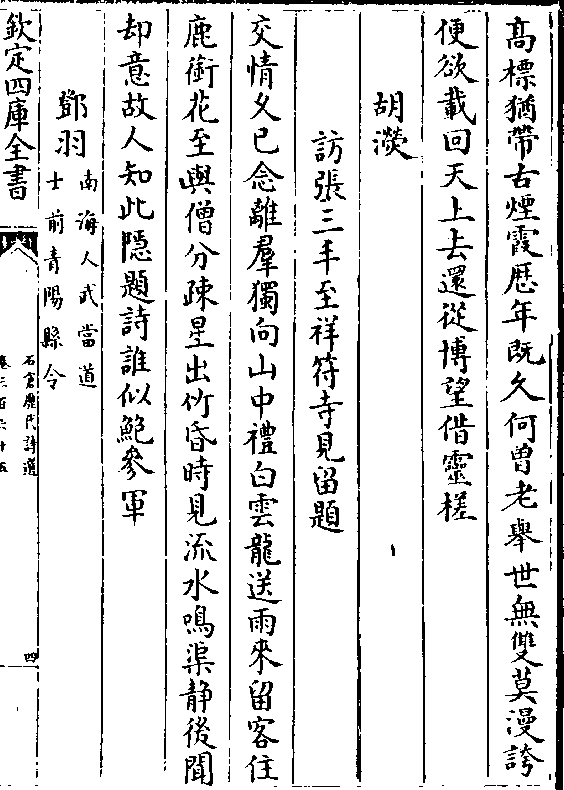 高標猶帶古煙霞歴年既久何曽老舉世無雙莫漫誇
便欲載回天上去還從博望借靈槎
胡濙
訪張三丰至祥符寺見留題
交情久已念離羣獨向山中禮白雲龍送雨來留客住
鹿銜花至與僧分疎星出竹昏時見流水鳴渠静後聞
却意故人知此隠題詩誰似鮑參軍
鄧羽
南海人武當道
士前青陽縣令
欽定四庫全書
石倉歴代詩選
卷三百六十五
四